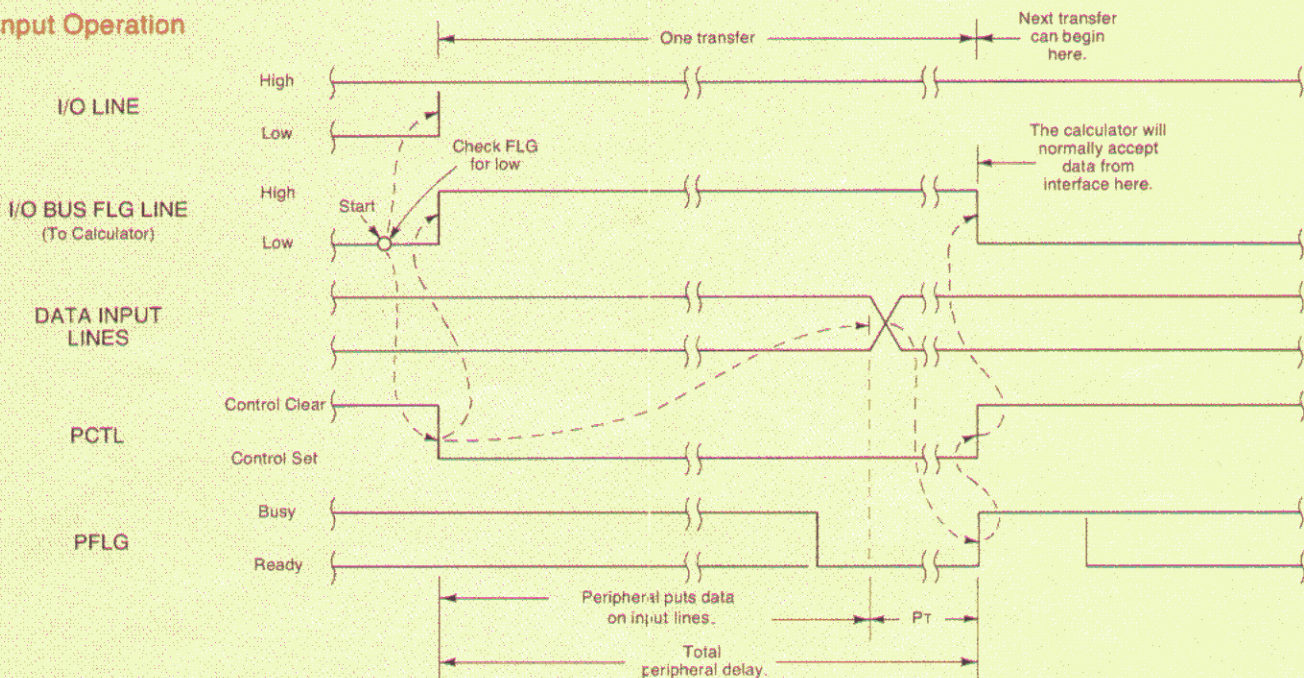 nput Operation
One transfer
Next transfer
can begin
here.
I/O LINE
High
Low
Check FLG
for low
The calculator will
normally accept
data from
interface here.
I/O BUS FLG LINE
(To Calculator)
High
Start
Low
DATA INPUT
LINES
PCTL
Control Clear
Control Set
PFLG
Busy
Ready
Peripheral puts data
on input lines.
PT
Total
peripheral delay.